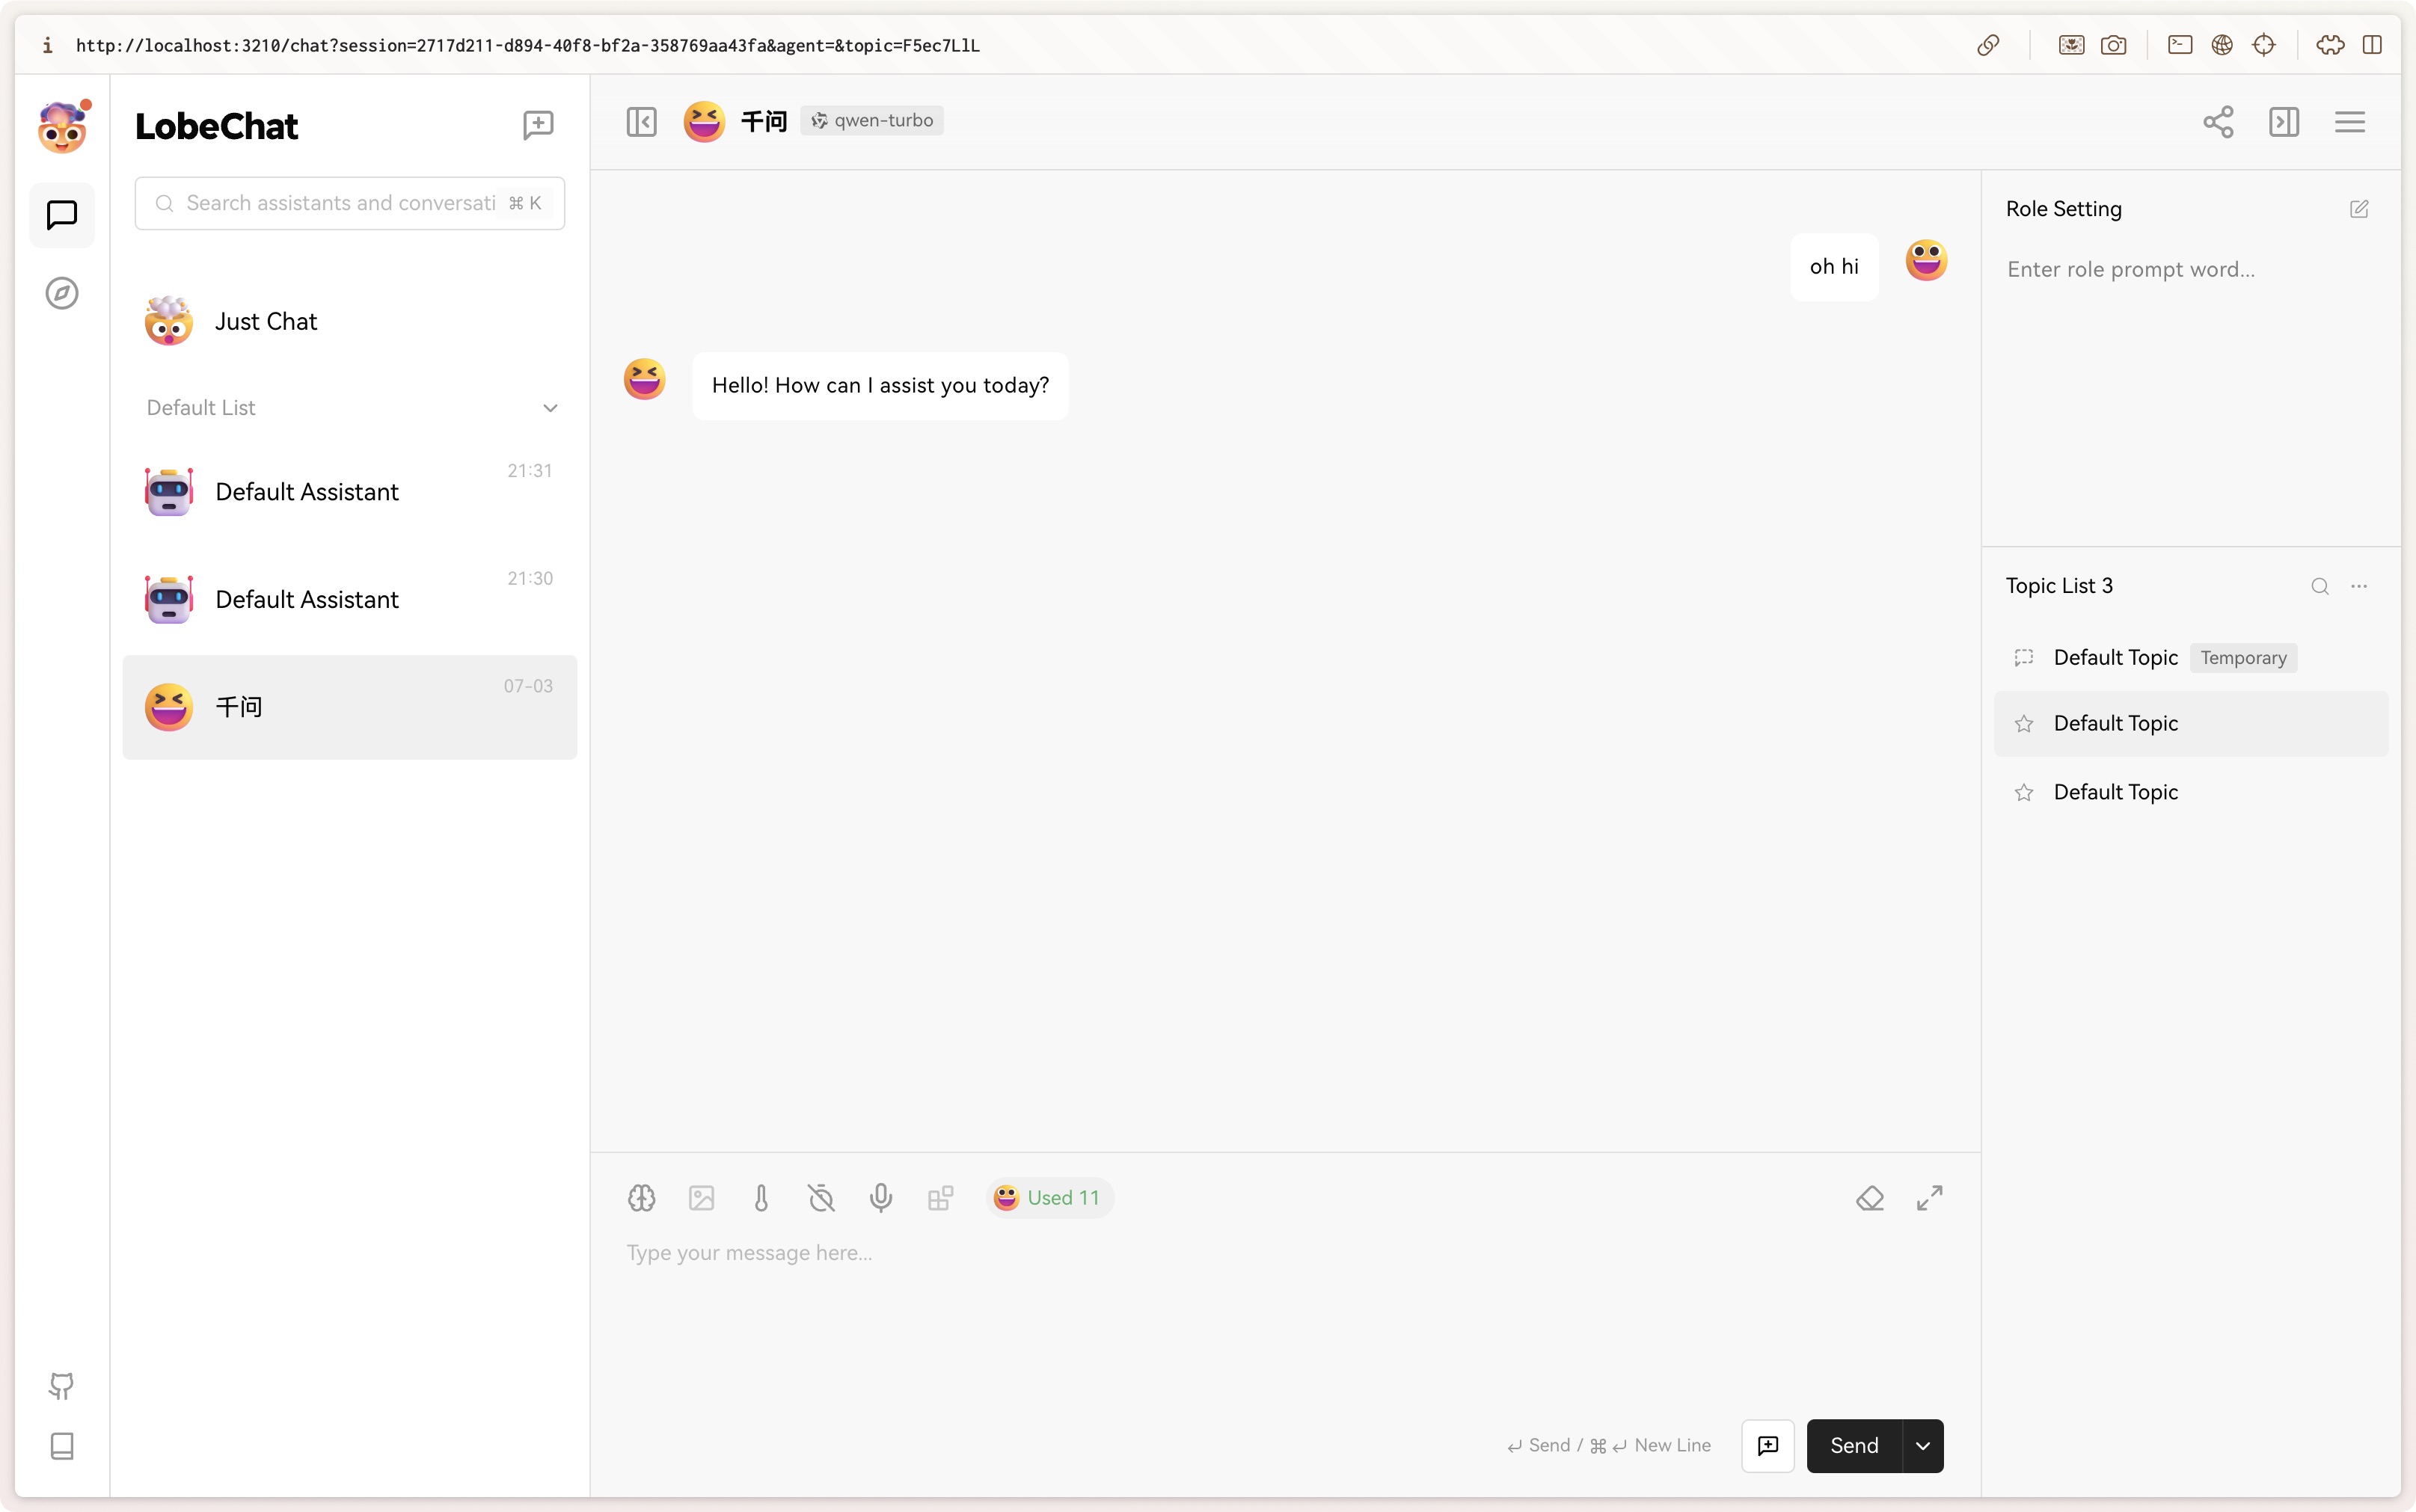 http://localhost:3210/chat?session=2717d211-d894-40f8-bf2a-358769aa43fa&agent=&topic=F5ec7LlL
LobeChat
Search assistants and conversati ⌘ K
Just Chat
Default List
Default Assistant 21:31
Default Assistant 21:30
千问 07-03
千问 qwen-turbo
oh hi
Hello! How can I assist you today?
Used 11
Type your message here...
↵ Send / ⌘ ↵ New Line
Send
Role Setting
Enter role prompt word...
Topic List 3
Default Topic Temporary
Default Topic
Default Topic